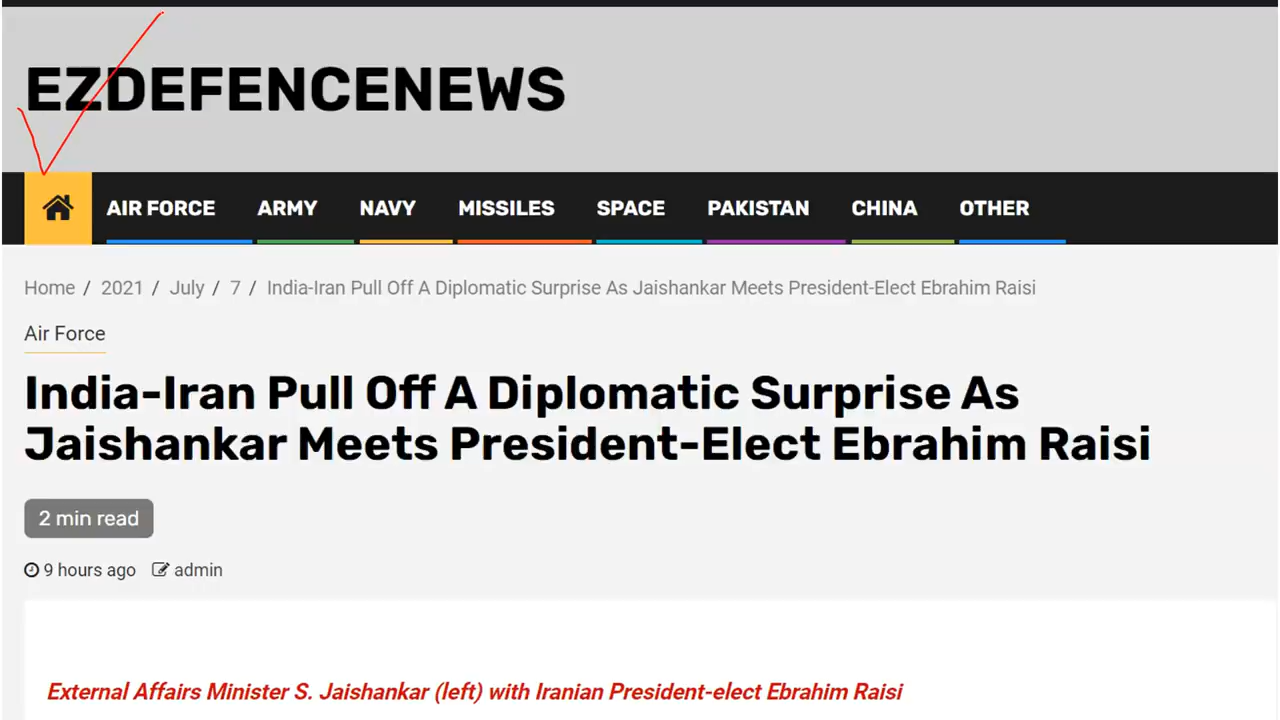 EZDEFENCENEWS
AIR FORCE ARMY NAVY MISSILES SPACE PAKISTAN CHINA OTHER
Home / 2021 / July / 7 / India-Iran Pull Off A Diplomatic Surprise As Jaishankar Meets President-Elect Ebrahim Raisi
Air Force
India-Iran Pull Off A Diplomatic Surprise As
Jaishankar Meets President-Elect Ebrahim Raisi
2 min read
9 hours ago admin
External Affairs Minister S. Jaishankar (left) with Iranian President-elect Ebrahim Raisi